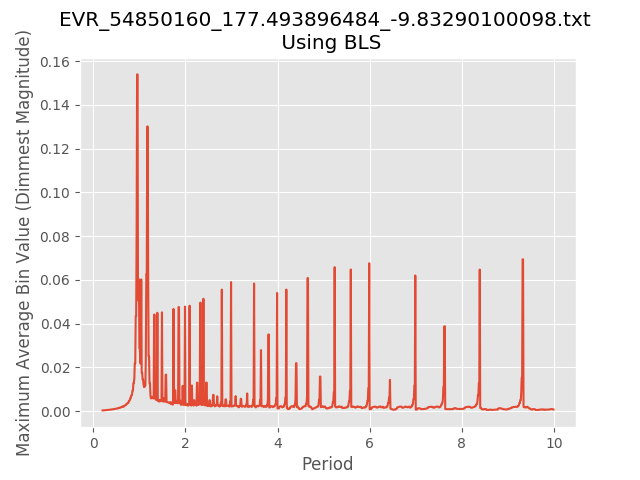 EVR_54850160_177.493896484_-9.83290100098.txt
Using BLS
Maximum Average Bin Value (Dimmest Magnitude)
0.16
0.14
0.12
0.10
0.08
0.06
0.04
0.02
0.00
0 2 4 6 8 10
Period